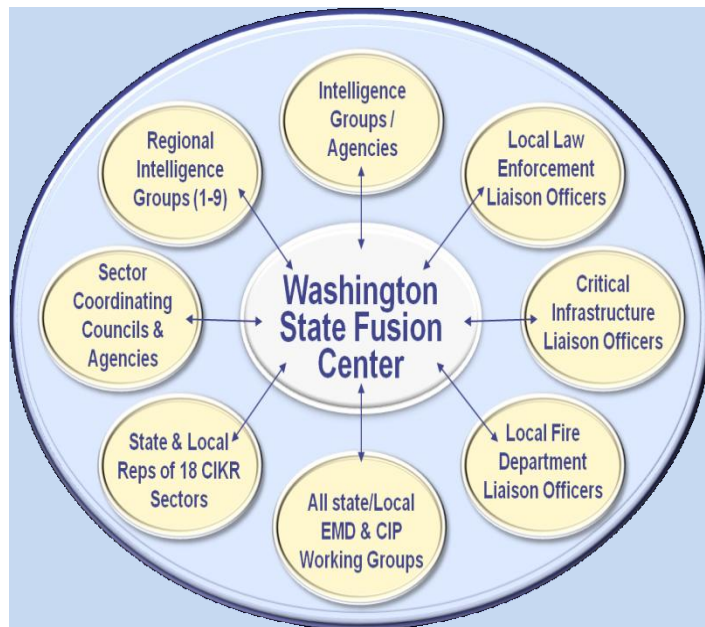 Intelligence
Groups /
Agencies
Regional
Intelligence
Groups (1-9)
Local Law
Enforcement
Liaison Officers
Sector
Coordinating
Councils &
Agencies
Washington
State Fusion
Center
Critical
Infrastructure
Liaison Officers
State & Local
Reps of 18 CIKR
Sectors
All state/Local
EMD & CIP
Working Groups
Local Fire
Department
Liaison Officers